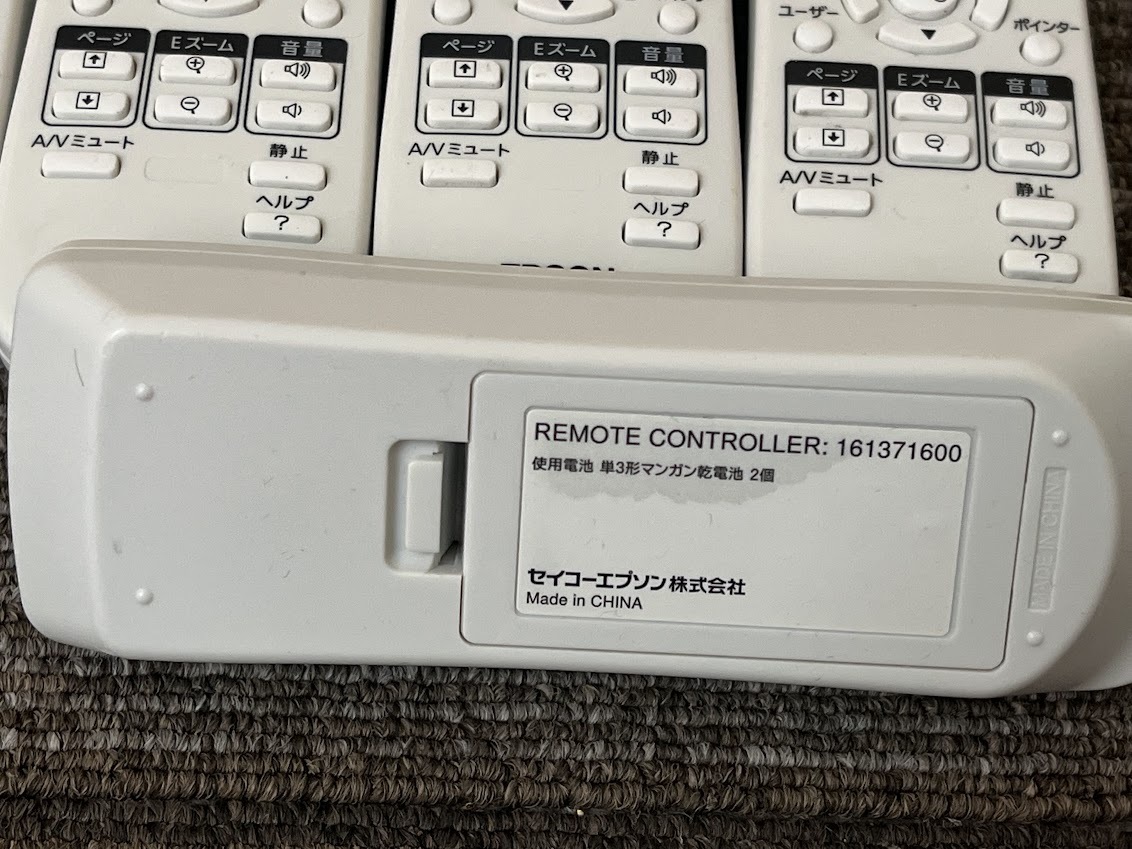 ページ Eズーム 音量
A/Vミュート 静止
ヘルプ
?
ページ Eズーム 音量
A/Vミュート 静止
ヘルプ
?
EPSON
ユーザー ポインター
ページ Eズーム 音量
A/Vミュート 静止
ヘルプ
?
REMOTE CONTROLLER: 161371600
使用電池 単3形マンガン乾電池 2個
セイコーエプソン株式会社
Made in CHINA
MADE IN CHINA